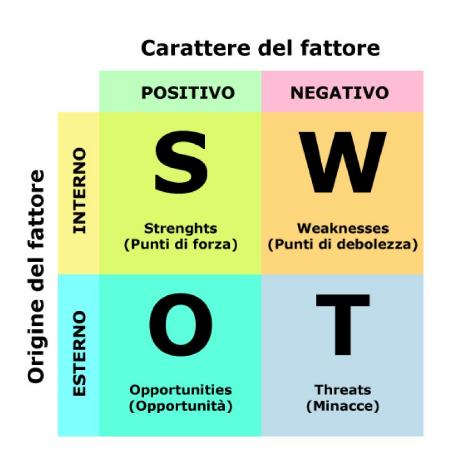 Carattere del fattore
POSITIVO NEGATIVO
Origine del fattore
INTERNO
S W
Strenghts Weaknesses
(Punti di forza) (Punti di debolezza)
ESTERNO
O T
Opportunities Threats
(Opportunità) (Minacce)